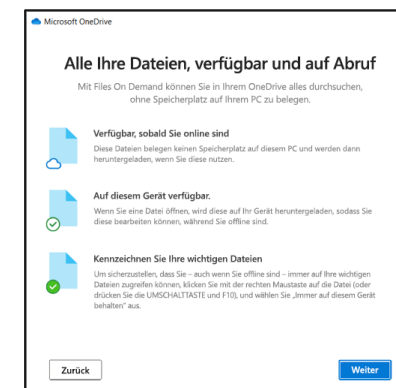 Microsoft OneDrive
Alle Ihre Dateien, verfügbar und auf Abruf
Mit Files On Demand können Sie in Ihrem OneDrive alles durchsuchen,
ohne Speicherplatz auf Ihrem PC zu belegen.
Verfügbar, sobald Sie online sind
Diese Dateien belegen keinen Speicherplatz auf diesem PC und werden dann
heruntergeladen, wenn Sie diese nutzen.
Auf diesem Gerät verfügbar.
Wenn Sie eine Datei öffnen, wird diese auf Ihr Gerät heruntergeladen, sodass Sie
diese bearbeiten können, während Sie offline sind.
Kennzeichnen Sie Ihre wichtigen Dateien
Um sicherzustellen, dass Sie – auch wenn Sie offline sind – immer auf Ihre wichtigen
Dateien zugreifen können, klicken Sie mit der rechten Maustaste auf die Datei (oder
drücken Sie die UMSCHALTTASTE und F10), und wählen Sie „Immer auf diesem Gerät
behalten" aus.
Zurück
Weiter